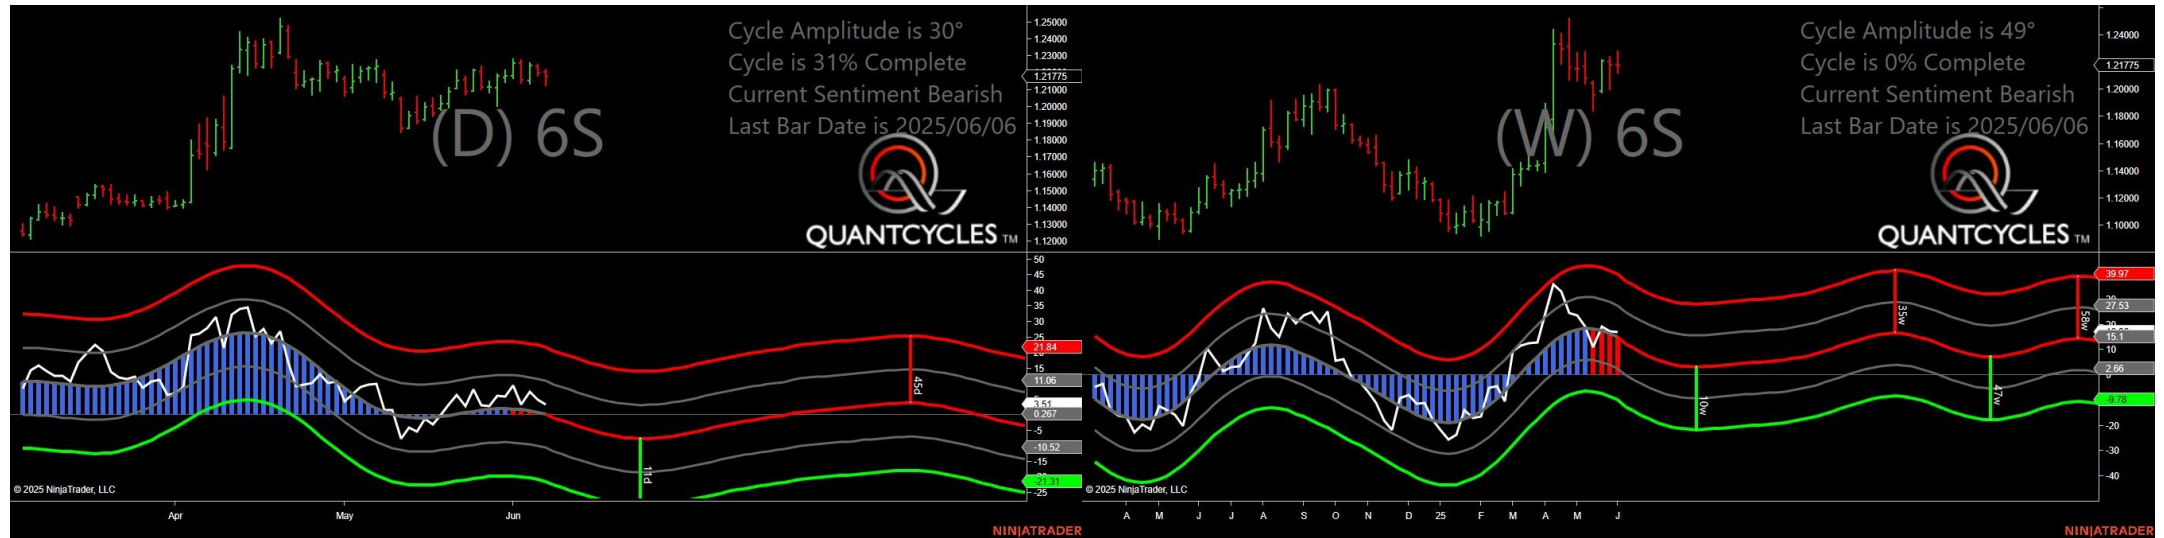 Cycle Amplitude is 30°
Cycle is 31% Complete
Current Sentiment Bearish
Last Bar Date is 2025/06/06
(D) 6S
QUANTCYCLES TM
1.25000
1.24000
1.23000
1.21775
1.20000
1.19000
1.18000
1.17000
1.16000
1.15000
1.14000
1.13000
1.12000
50
45
40
35
30
25
21.84
15
11.06
3.51
0.267
-5
-10.52
-15
-21.31
-25
45d
11d
© 2025 NinjaTrader, LLC
Apr May Jun
NINJATRADER
Cycle Amplitude is 49°
Cycle is 0% Complete
Current Sentiment Bearish
Last Bar Date is 2025/06/06
(W) 6S
QUANTCYCLES TM
1.24000
1.21775
1.20000
1.18000
1.16000
1.14000
1.12000
1.10000
39.97
27.53
15.1
10
2.66
-9.78
-20
-30
-40
35w
58w
10w
47w
© 2025 NinjaTrader, LLC
A M J J A S O N D 25 F M A M J
NINJATRADER